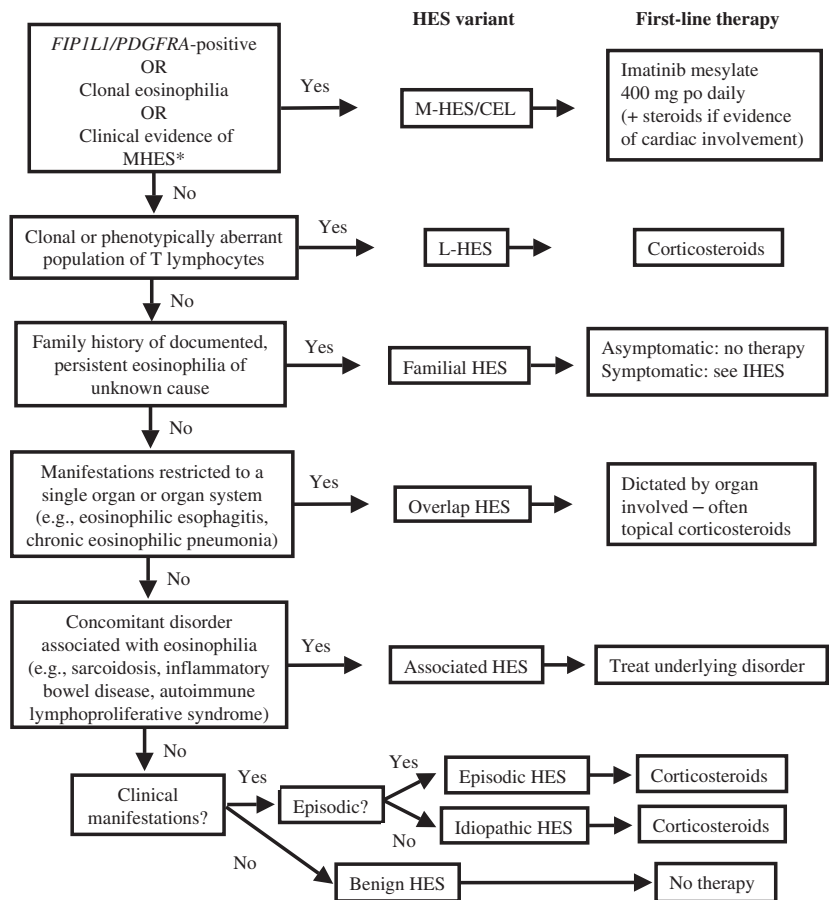 HES variant
First-line therapy
FIP1L1/PDGFRA-positive
OR
Clonal eosinophilia
OR
Clinical evidence of
MHES*
Yes
M-HES/CEL
Imatinib mesylate
400 mg po daily
(+ steroids if evidence
of cardiac involvement)
No
Clonal or phenotypically aberrant
population of T lymphocytes
Yes
L-HES
Corticosteroids
No
Family history of documented,
persistent eosinophilia of
unknown cause
Yes
Familial HES
Asymptomatic: no therapy
Symptomatic: see IHES
No
Manifestations restricted to a
single organ or organ system
(e.g., eosinophilic esophagitis,
chronic eosinophilic pneumonia)
Yes
Overlap HES
Dictated by organ
involved – often
topical corticosteroids
No
Concomitant disorder
associated with eosinophilia
(e.g., sarcoidosis, inflammatory
bowel disease, autoimmune
lymphoproliferative syndrome)
Yes
Associated HES
Treat underlying disorder
No
Clinical
manifestations?
Yes
Episodic?
Yes
Episodic HES
Corticosteroids
No
Idiopathic HES
Corticosteroids
No
Benign HES
No therapy